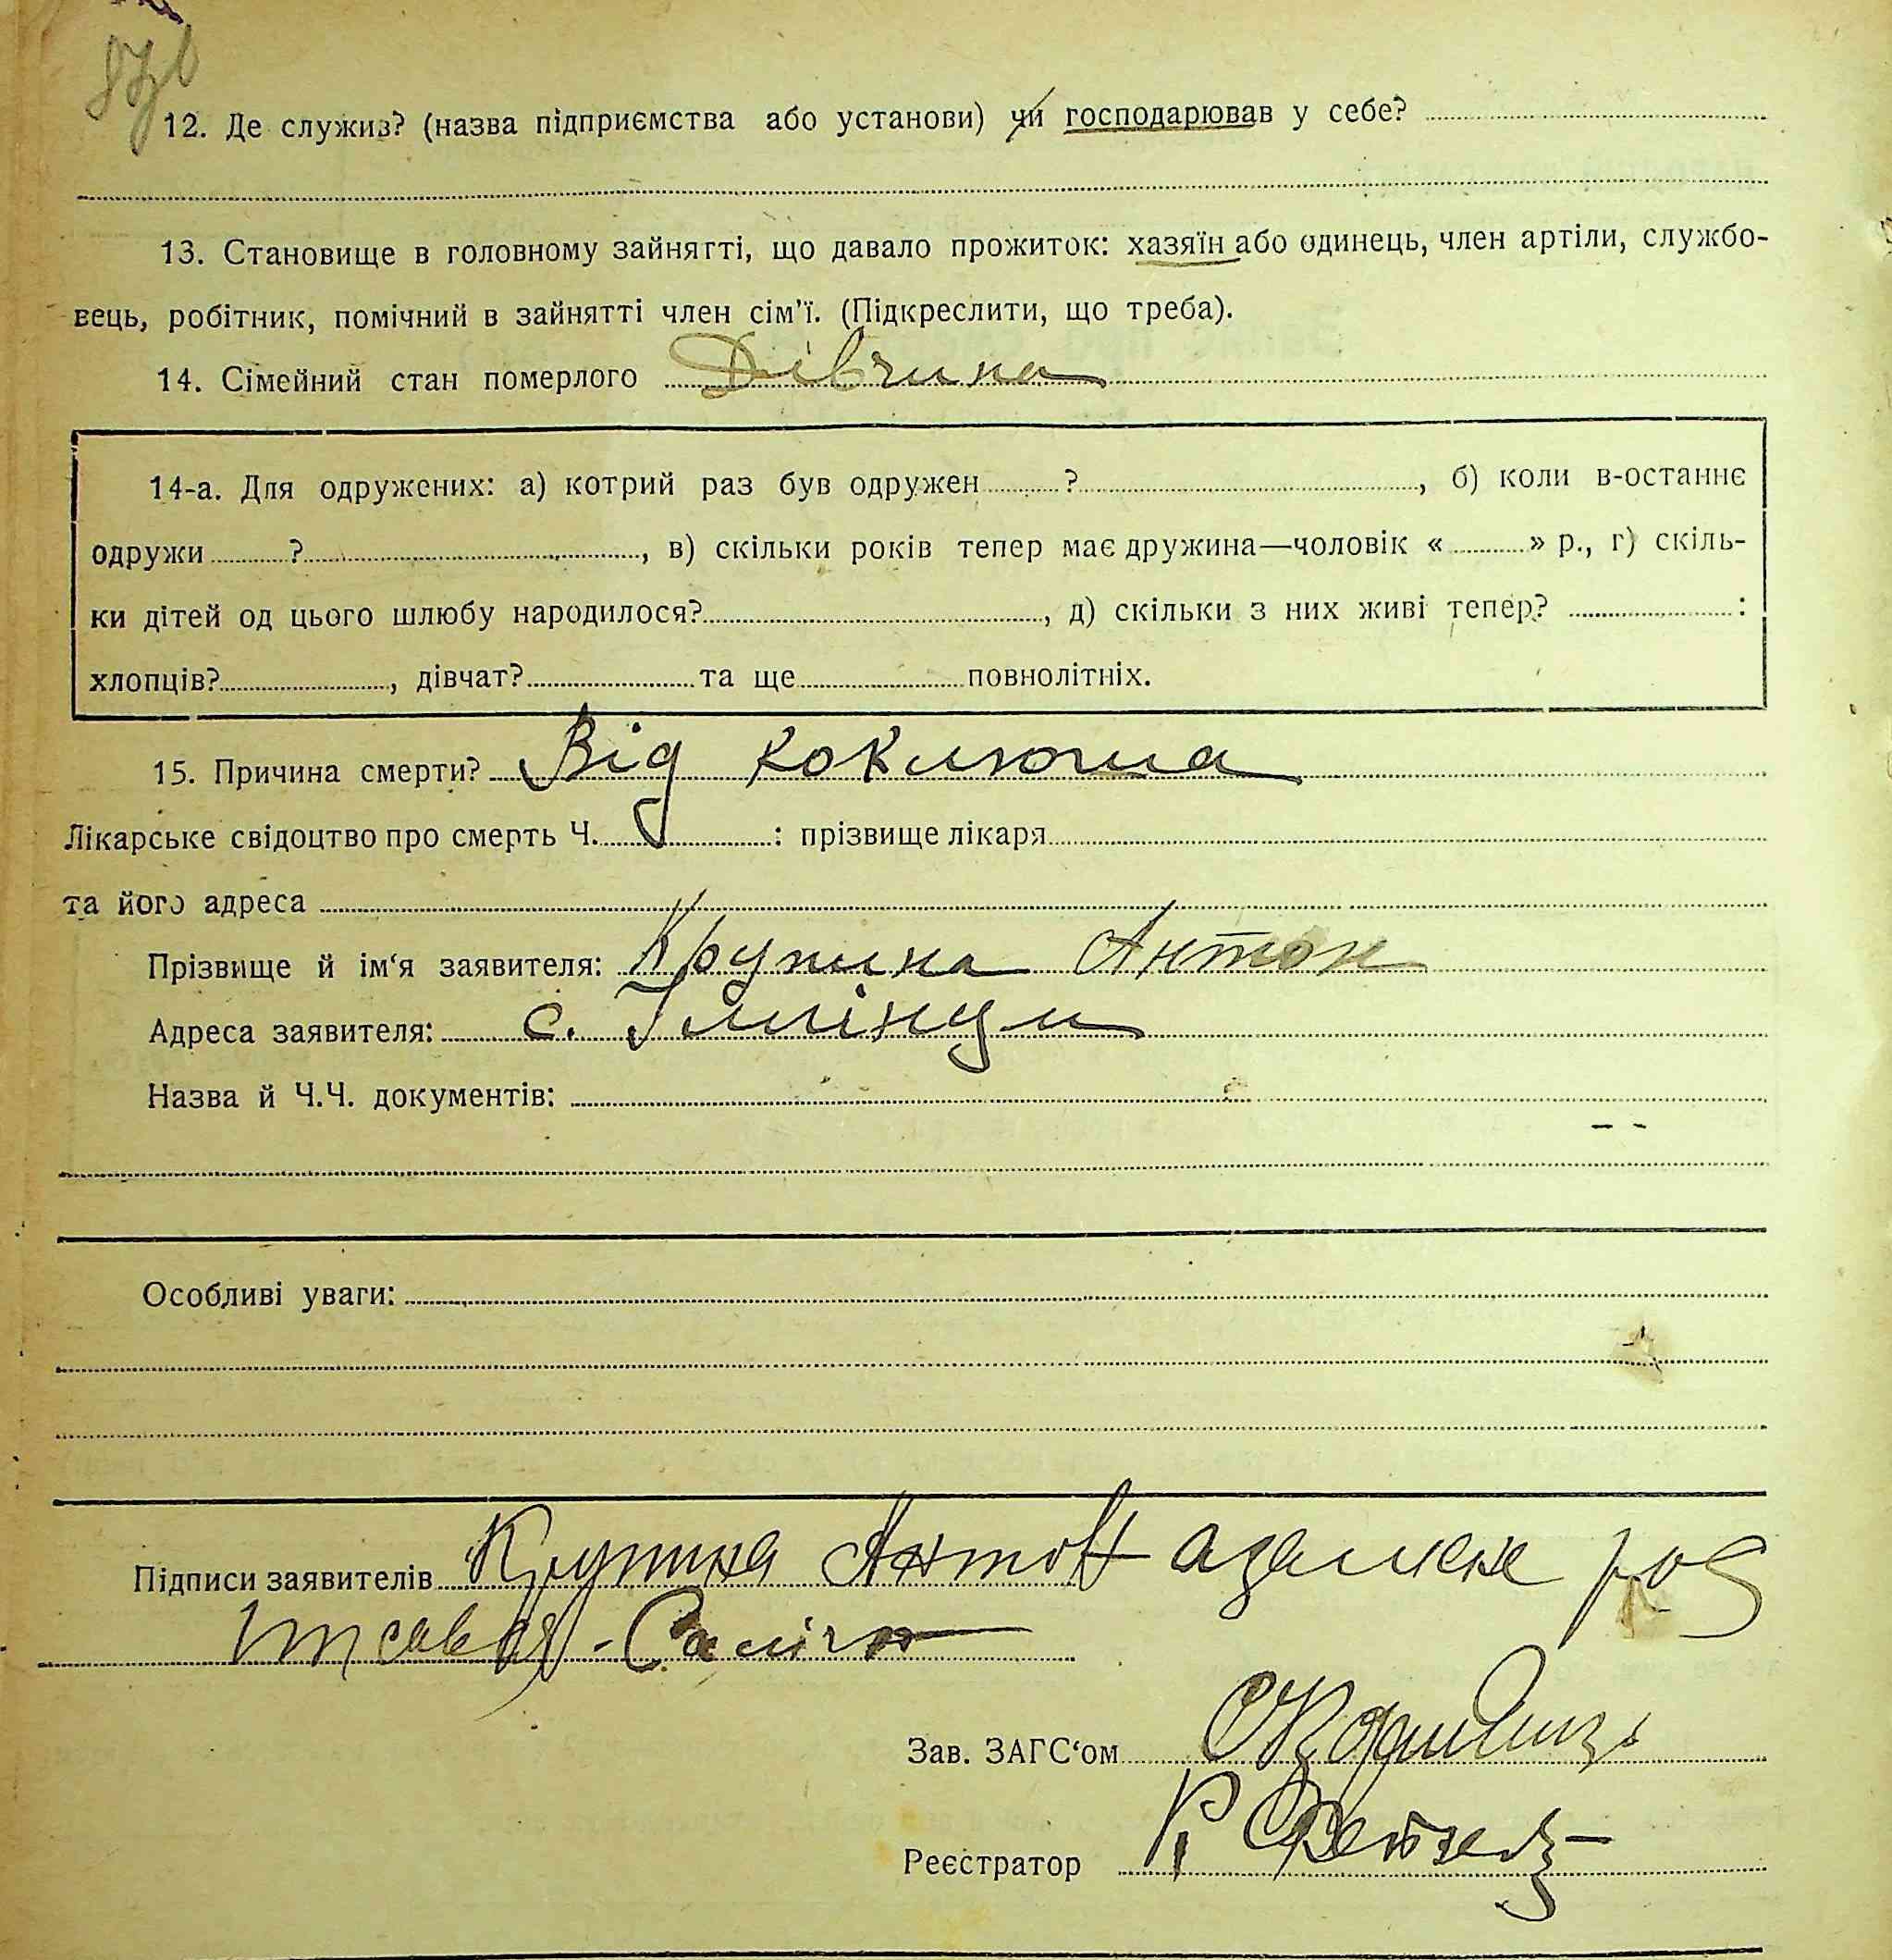 12. Де служив? (назва підприємства або установи) чи господарював у себе?
13. Становище в головному зайнятті, що давало прожиток: хазяїн або одинець, член артіли, службо-
вець, робітник, помічний в зайнятті член сім'ї. (Підкреслити, що треба).
14. Сімейний стан померлого Дівчина
14-а. Для одружених: а) котрий раз був одружен ? , б) коли в-останнє
одружи ? , в) скільки років тепер має дружина—чоловік « » р., г) скіль-
ки дітей од цього шлюбу народилося? , д) скільки з них живі тепер? :
хлопців? , дівчат? та ще повнолітніх.
15. Причина смерти? Від коклюша
Лікарське свідоцтво про смерть Ч. : прізвище лікаря
та його адреса
Прізвище й ім‘я заявителя: Крупина Антон
Адреса заявителя: с.
Назва й Ч.Ч. документів:
Особливі уваги:
Підписи заявителів Крупина Антон
Зав. ЗАГС‘ом
Реєстратор